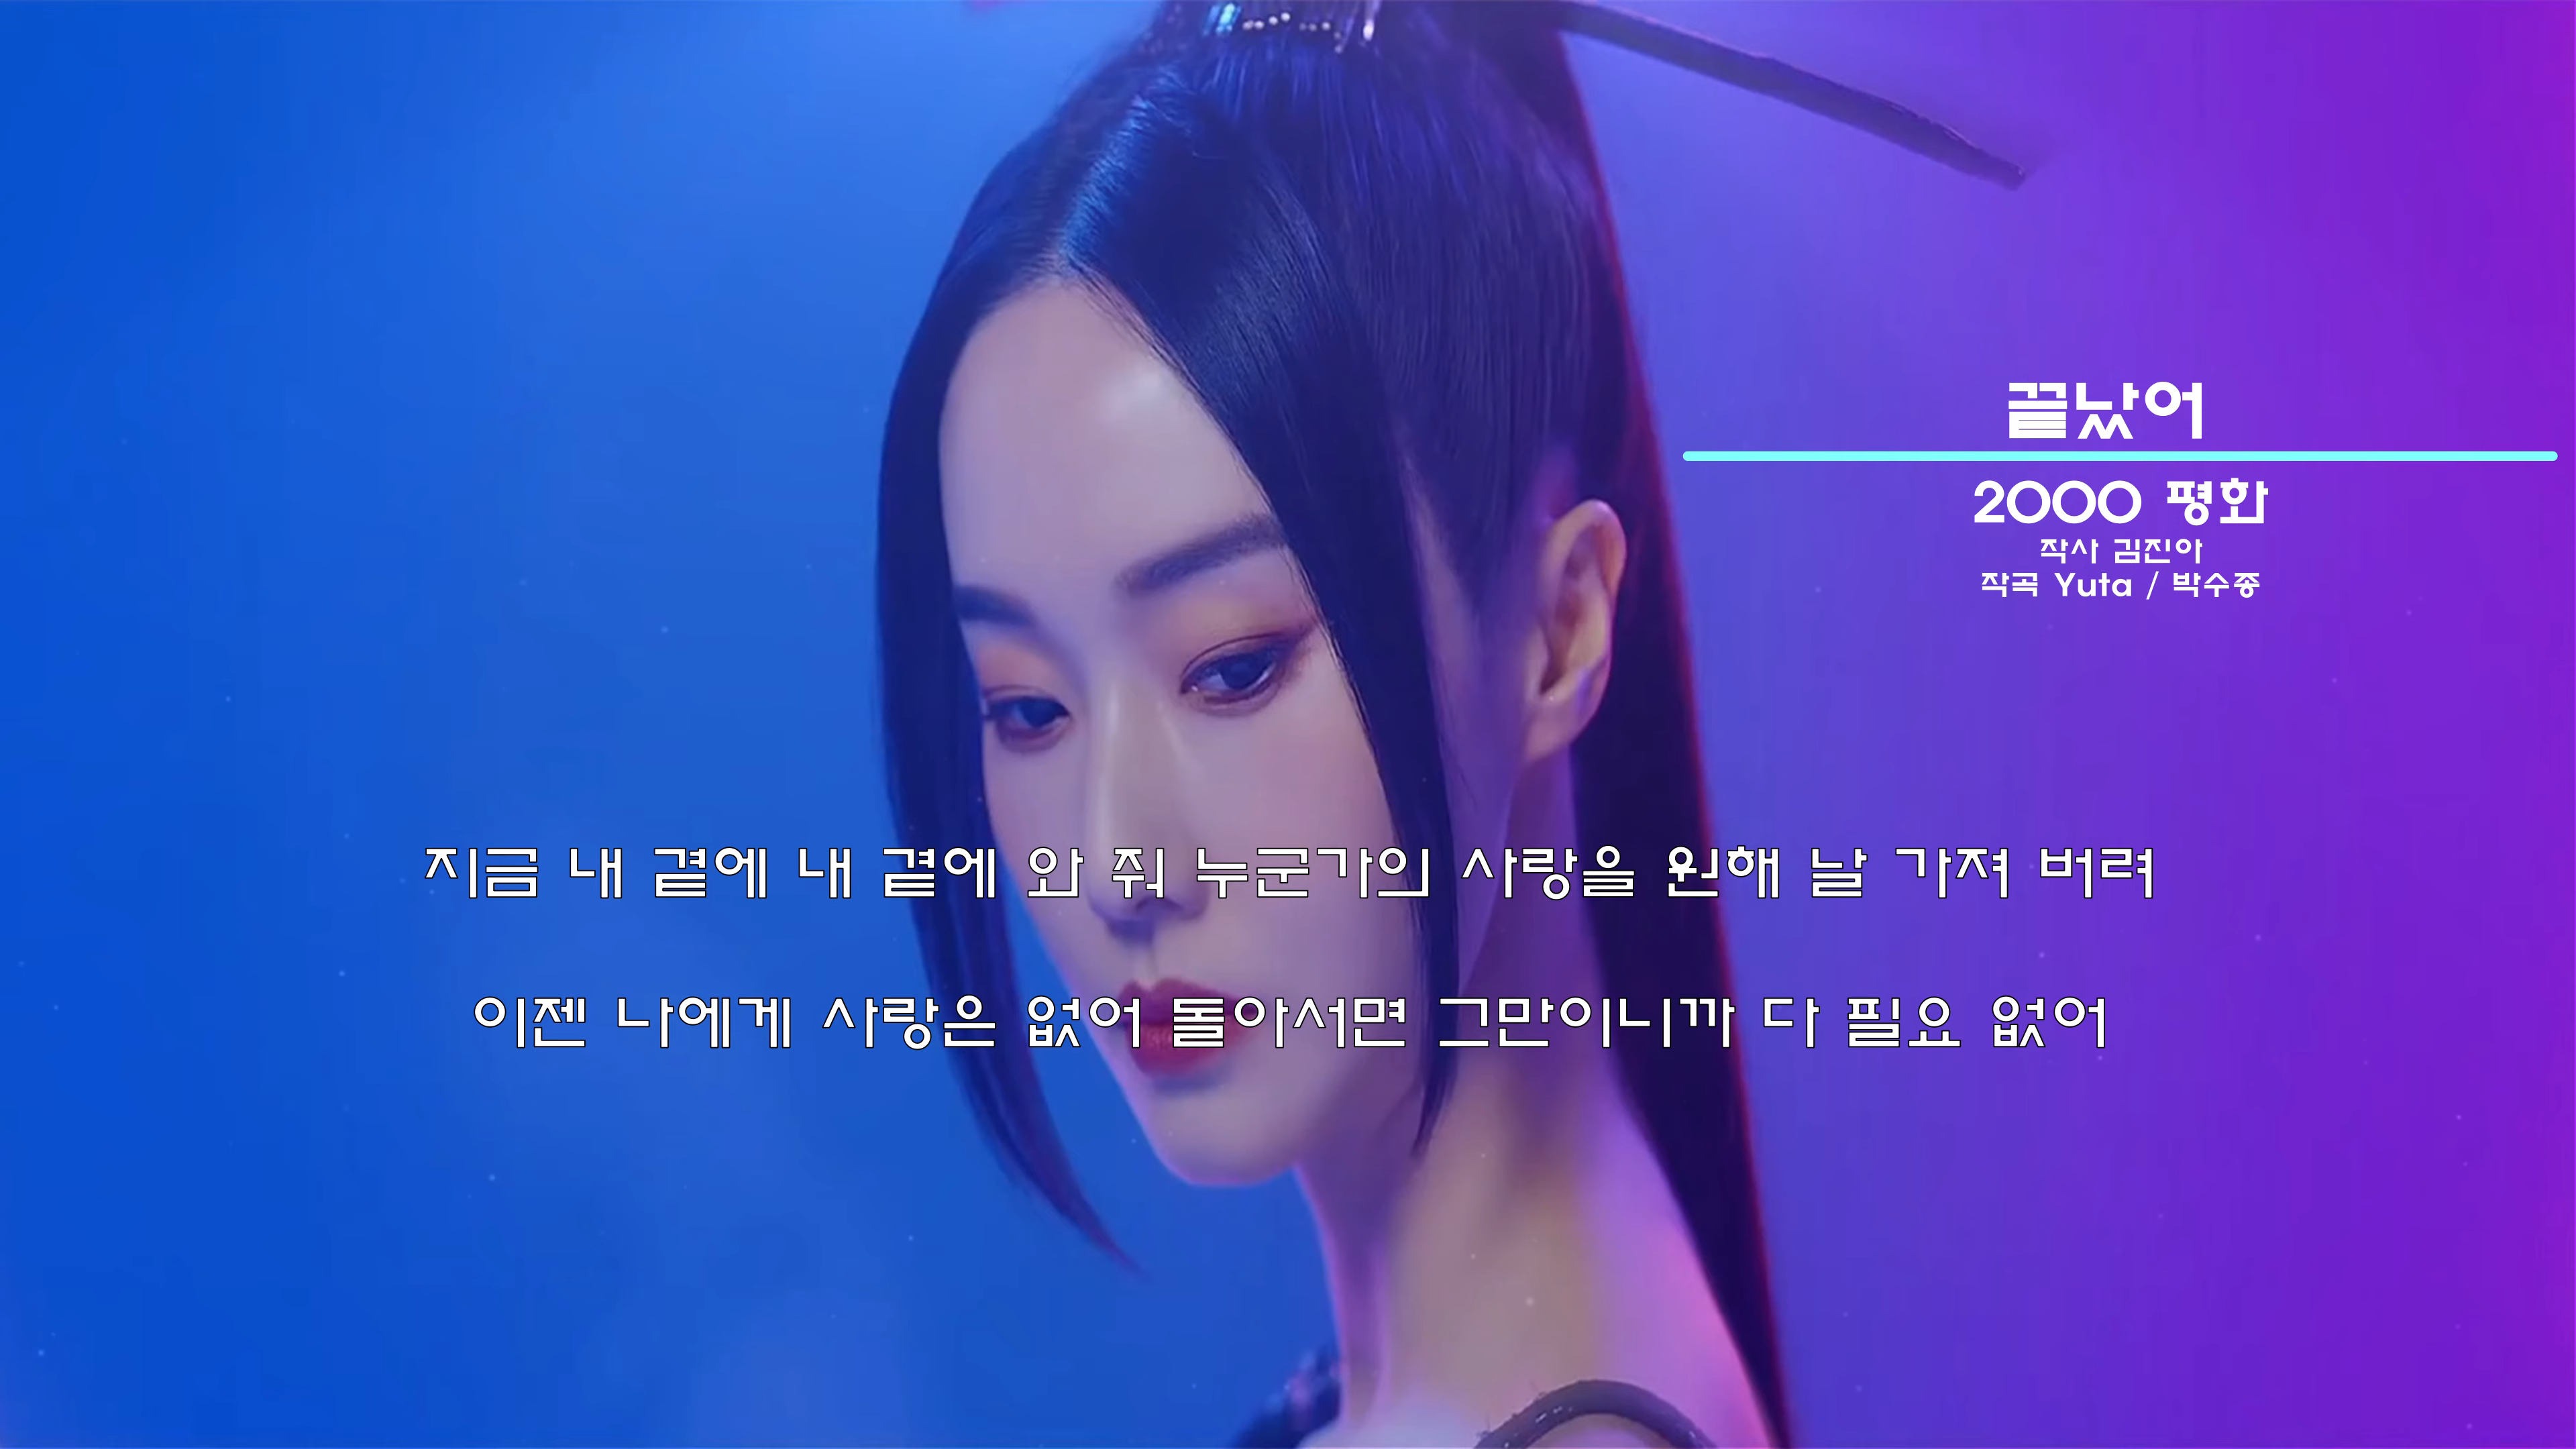 끝났어
2000 평화
작사 김진아
작곡 Yuta / 박수종
지금 내 곁에 내 곁에 와 줘 누군가의 사랑을 원해 날 가져 버려
이젠 나에게 사랑은 없어 돌아서면 그만이니까 다 필요 없어